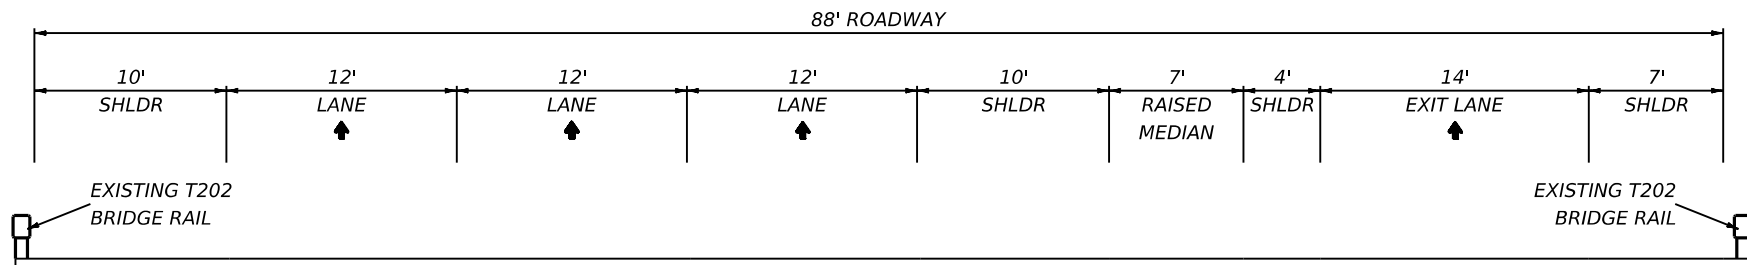 88' ROADWAY
10' 12' 12' 12' 10' 7' 4' 14' 7'
SHLDR LANE LANE LANE SHLDR RAISED SHLDR EXIT LANE SHLDR
MEDIAN
EXISTING T202
BRIDGE RAIL
EXISTING T202
BRIDGE RAIL